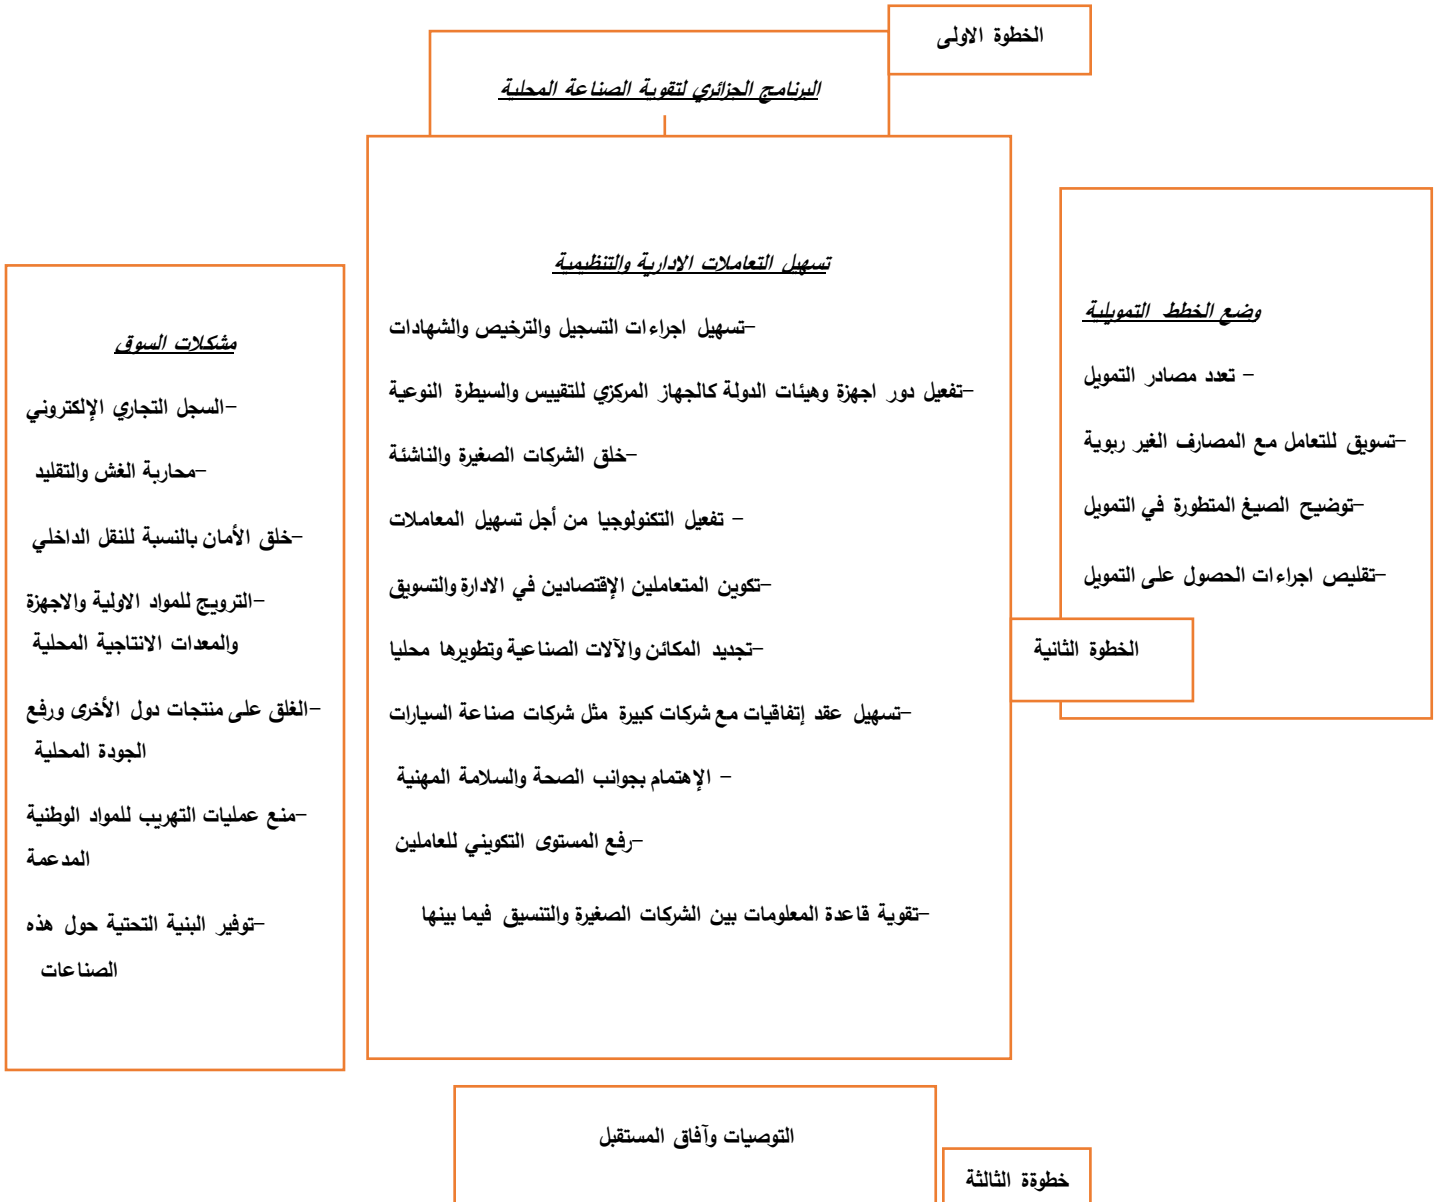 الخطوة الاولى
البرنامج الجزائري لتقوية الصناعة المحلية
وضع الخطط التمويلية
– تعدد مصادر التمويل
–تسويق للتعامل مع المصارف الغير ربوية
–توضيح الصيغ المتطورة في التمويل
–تقليص اجراءات الحصول على التمويل
الخطوة الثانية
تسهيل التعاملات الادارية والتنظيمية
–تسهيل اجراءات التسجيل والترخيص والشهادات
–تفعيل دور اجهزة وهيئات الدولة كالجهاز المركزي للتقييس والسيطرة النوعية
–خلق الشركات الصغيرة والناشئة
– تفعيل التكنولوجيا من أجل تسهيل المعاملات
–تكوين المتعاملين الإقتصادين في الادارة والتسويق
–تجديد المكائن والآلات الصناعية وتطويرها محليا
–تسهيل عقد إتفاقيات مع شركات كبيرة مثل شركات صناعة السيارات
– الإهتمام بجوانب الصحة والسلامة المهنية
–رفع المستوى التكويني للعاملين
–تقوية قاعدة المعلومات بين الشركات الصغيرة والتنسيق فيما بينها
مشكلات السوق
–السجل التجاري الإلكتروني
–محاربة الغش والتقليد
–خلق الأمان بالنسبة للنقل الداخلي
–الترويج للمواد الاولية والاجهزة
والمعدات الانتاجية المحلية
–الغلق على منتجات دول الأخرى ورفع
الجودة المحلية
–منع عمليات التهريب للمواد الوطنية
المدعمة
–توفير البنية التحتية حول هذه
الصناعات
التوصيات وآفاق المستقبل
خطوةة الثالثة